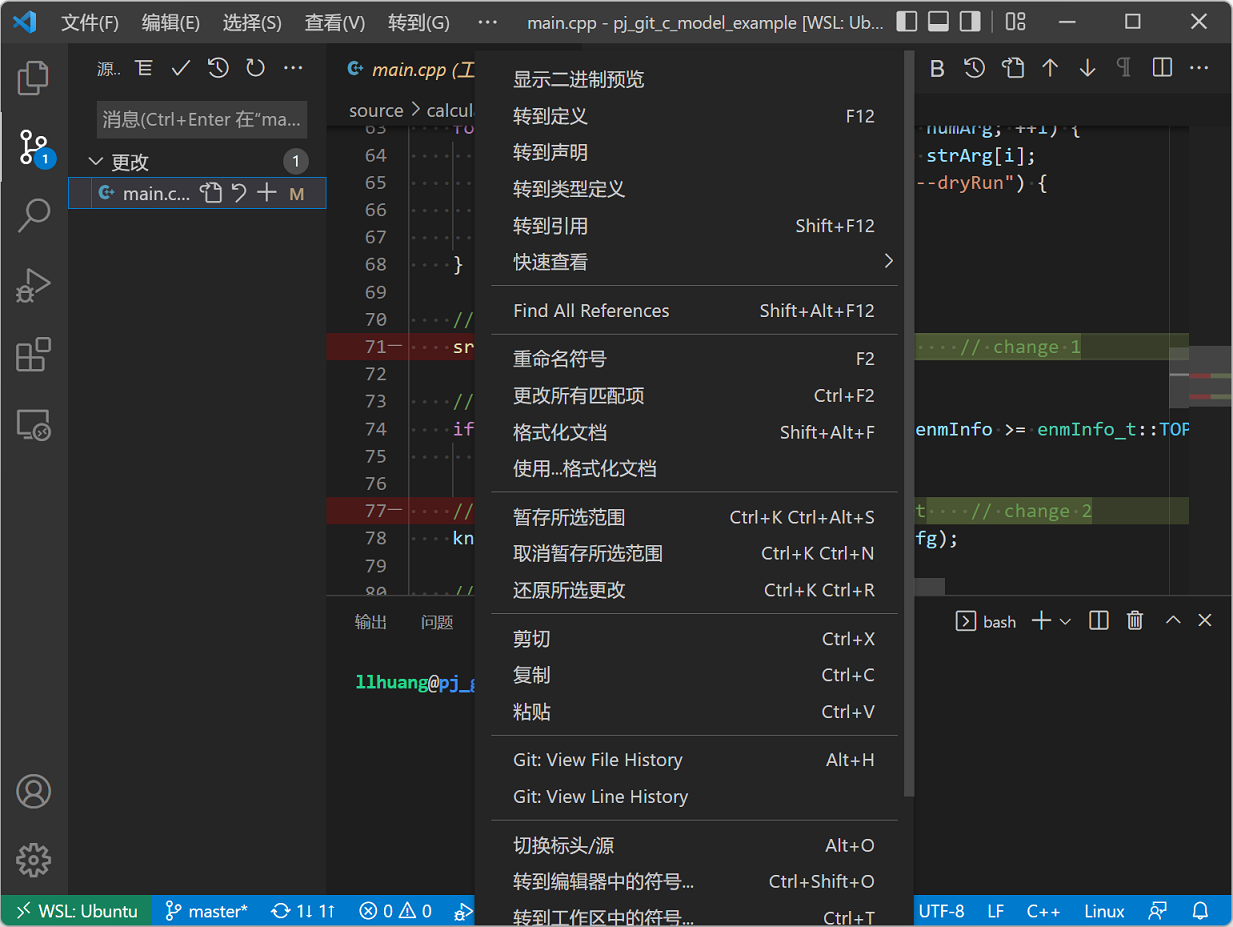 文件(F) 编辑(E) 选择(S) 查看(V) 转到(G) ··· main.cpp - pj_git_c_model_example [WSL: Ub...
源..
消息(Ctrl+Enter 在“ma...
更改 1
main.c... M
1
main.cpp (工
source > calcul
63 fo numArg; ++i) {
64 strArg[i];
65 --dryRun") {
66
67
68 }
69
70 //
71 sr // change 1
72
73 //
74 if enmInfo >= enmInfo_t::TOP
75
76
77 // t // change 2
78 kn fg);
79
80 //
显示二进制预览
转到定义 F12
转到声明
转到类型定义
转到引用 Shift+F12
快速查看
Find All References Shift+Alt+F12
重命名符号 F2
更改所有匹配项 Ctrl+F2
格式化文档 Shift+Alt+F
使用...格式化文档
暂存所选范围 Ctrl+K Ctrl+Alt+S
取消暂存所选范围 Ctrl+K Ctrl+N
还原所选更改 Ctrl+K Ctrl+R
剪切 Ctrl+X
复制 Ctrl+C
粘贴 Ctrl+V
Git: View File History Alt+H
Git: View Line History
切换标头/源 Alt+O
转到编辑器中的符号... Ctrl+Shift+O
转到工作区中的符号... Ctrl+T
输出 问题 bash
llhuang@pj_g
WSL: Ubuntu master* 1↓ 1↑ 0 0 UTF-8 LF C++ Linux